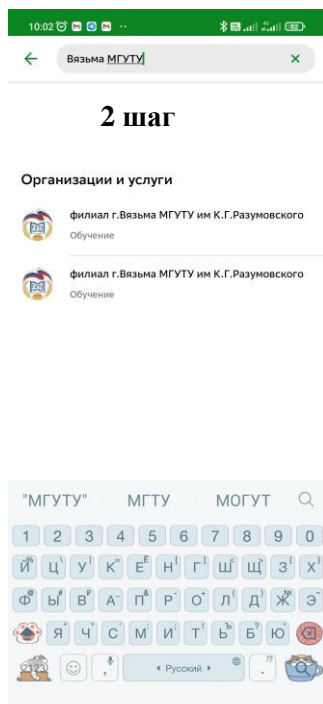 10:02
Вязьма МГУТУ
2 шаг
Организации и услуги
филиал г.Вязьма МГУТУ им К.Г.Разумовского
Обучение
филиал г.Вязьма МГУТУ им К.Г.Разумовского
Обучение
"МГУТУ" МГТУ МОГУТ
1 2 3 4 5 6 7 8 9 0
Й Ц У К Е Н Г Ш Щ З Х
Ф Ы В А П Р О Л Д Ж Э
Я Ч С М И Т Ь Б Ю
Русский